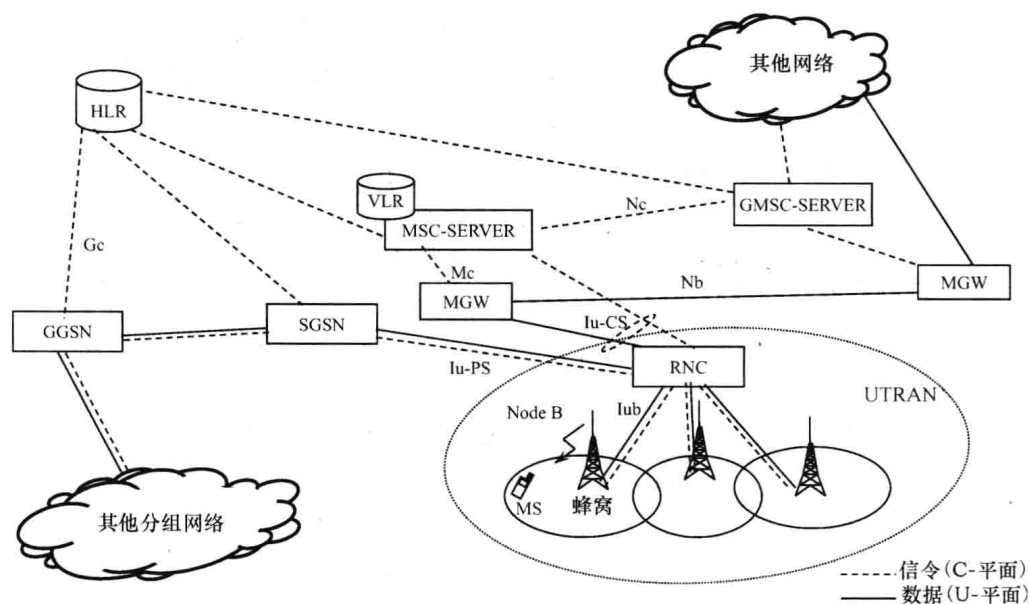 其他网络
HLR
VLR
MSC-SERVER
Nc
GMSC-SERVER
Gc
Mc
MGW
Nb
MGW
GGSN
SGSN
Iu-CS
Iu-PS
RNC
UTRAN
Node B
Iub
MS
蜂窝
其他分组网络
信令(C-平面)
数据(U-平面)